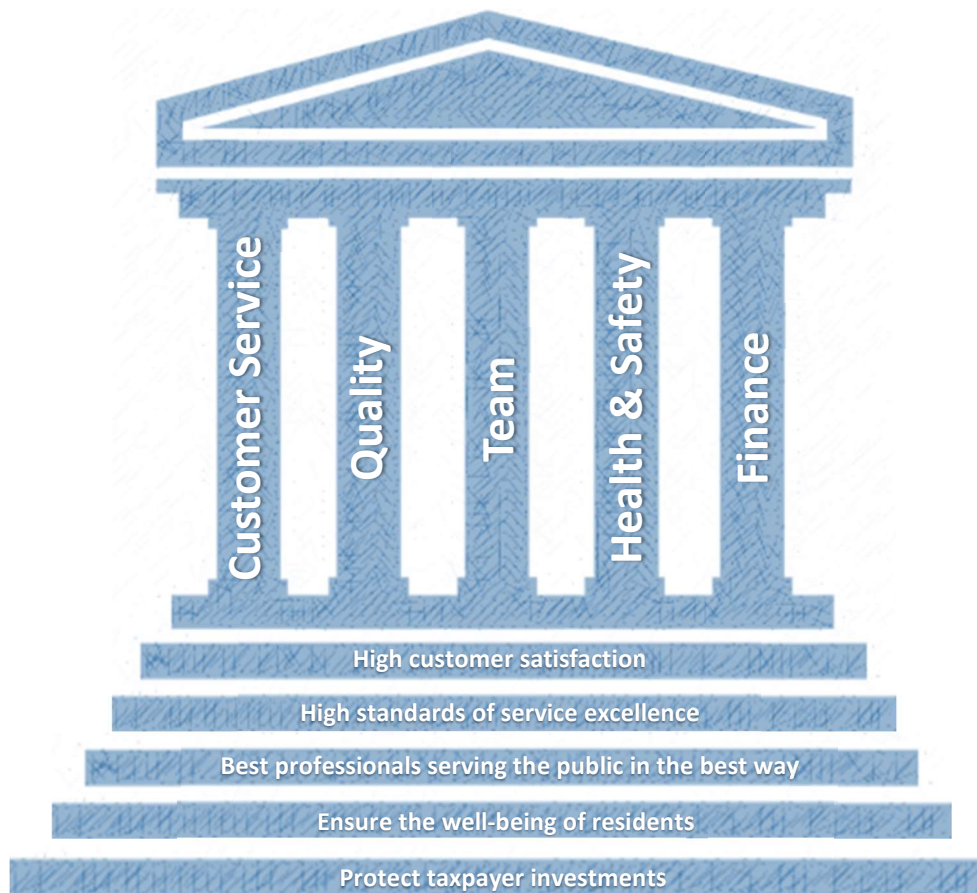 Customer Service
Quality
Team
Health & Safety
Finance
High customer satisfaction
High standards of service excellence
Best professionals serving the public in the best way
Ensure the well-being of residents
Protect taxpayer investments